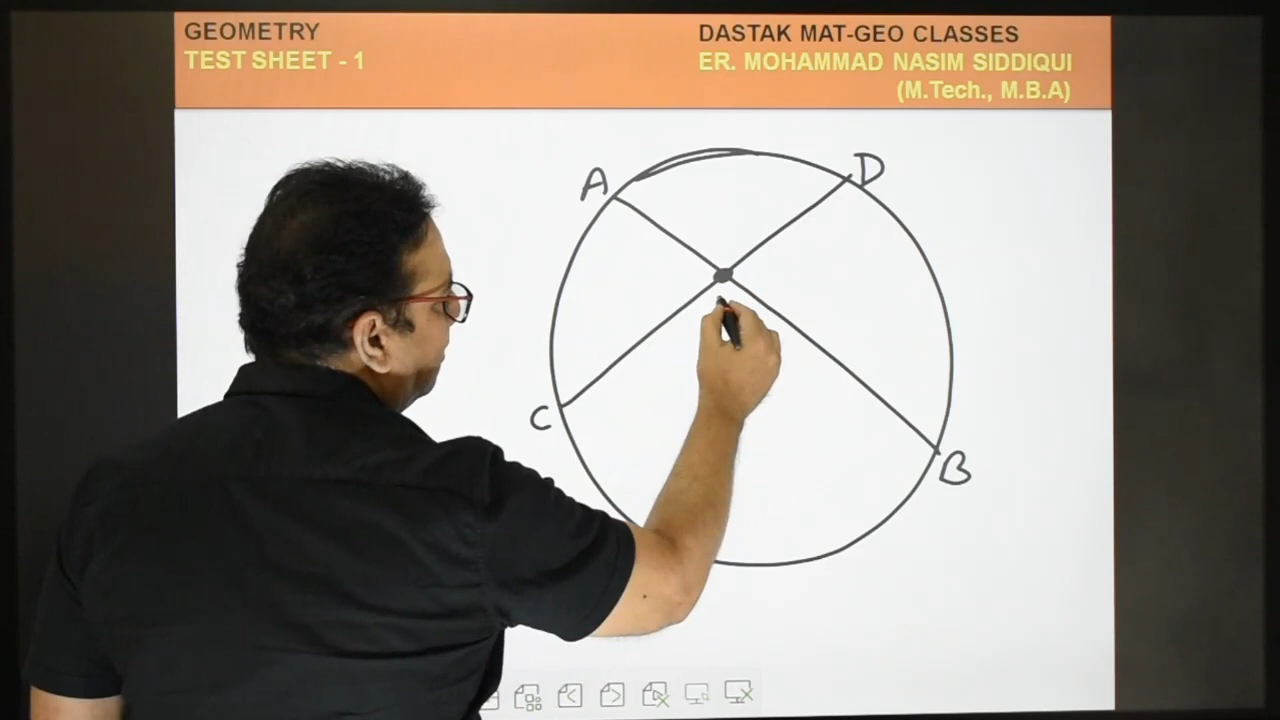 GEOMETRY
TEST SHEET - 1
DASTAK MAT-GEO CLASSES
ER. MOHAMMAD NASIM SIDDIQUI
(M.Tech., M.B.A)
A
D
C
B